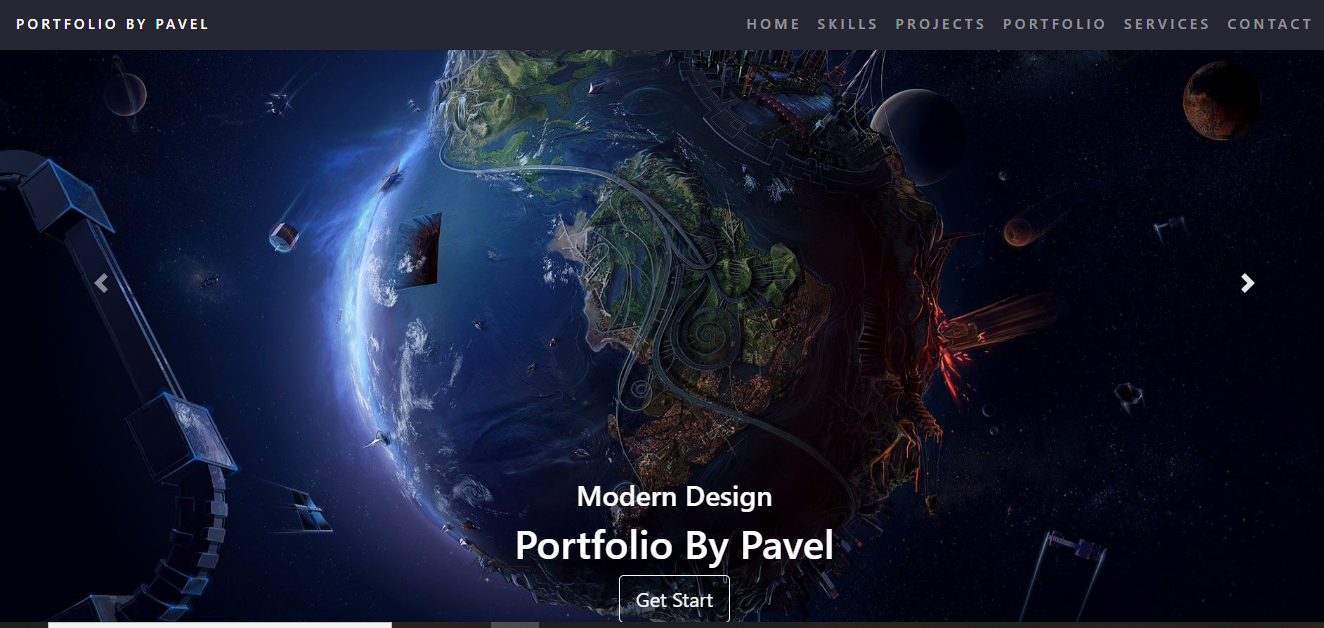 PORTFOLIO BY PAVEL
HOME SKILLS PROJECTS PORTFOLIO SERVICES CONTACT
Modern Design
Portfolio By Pavel
Get Start